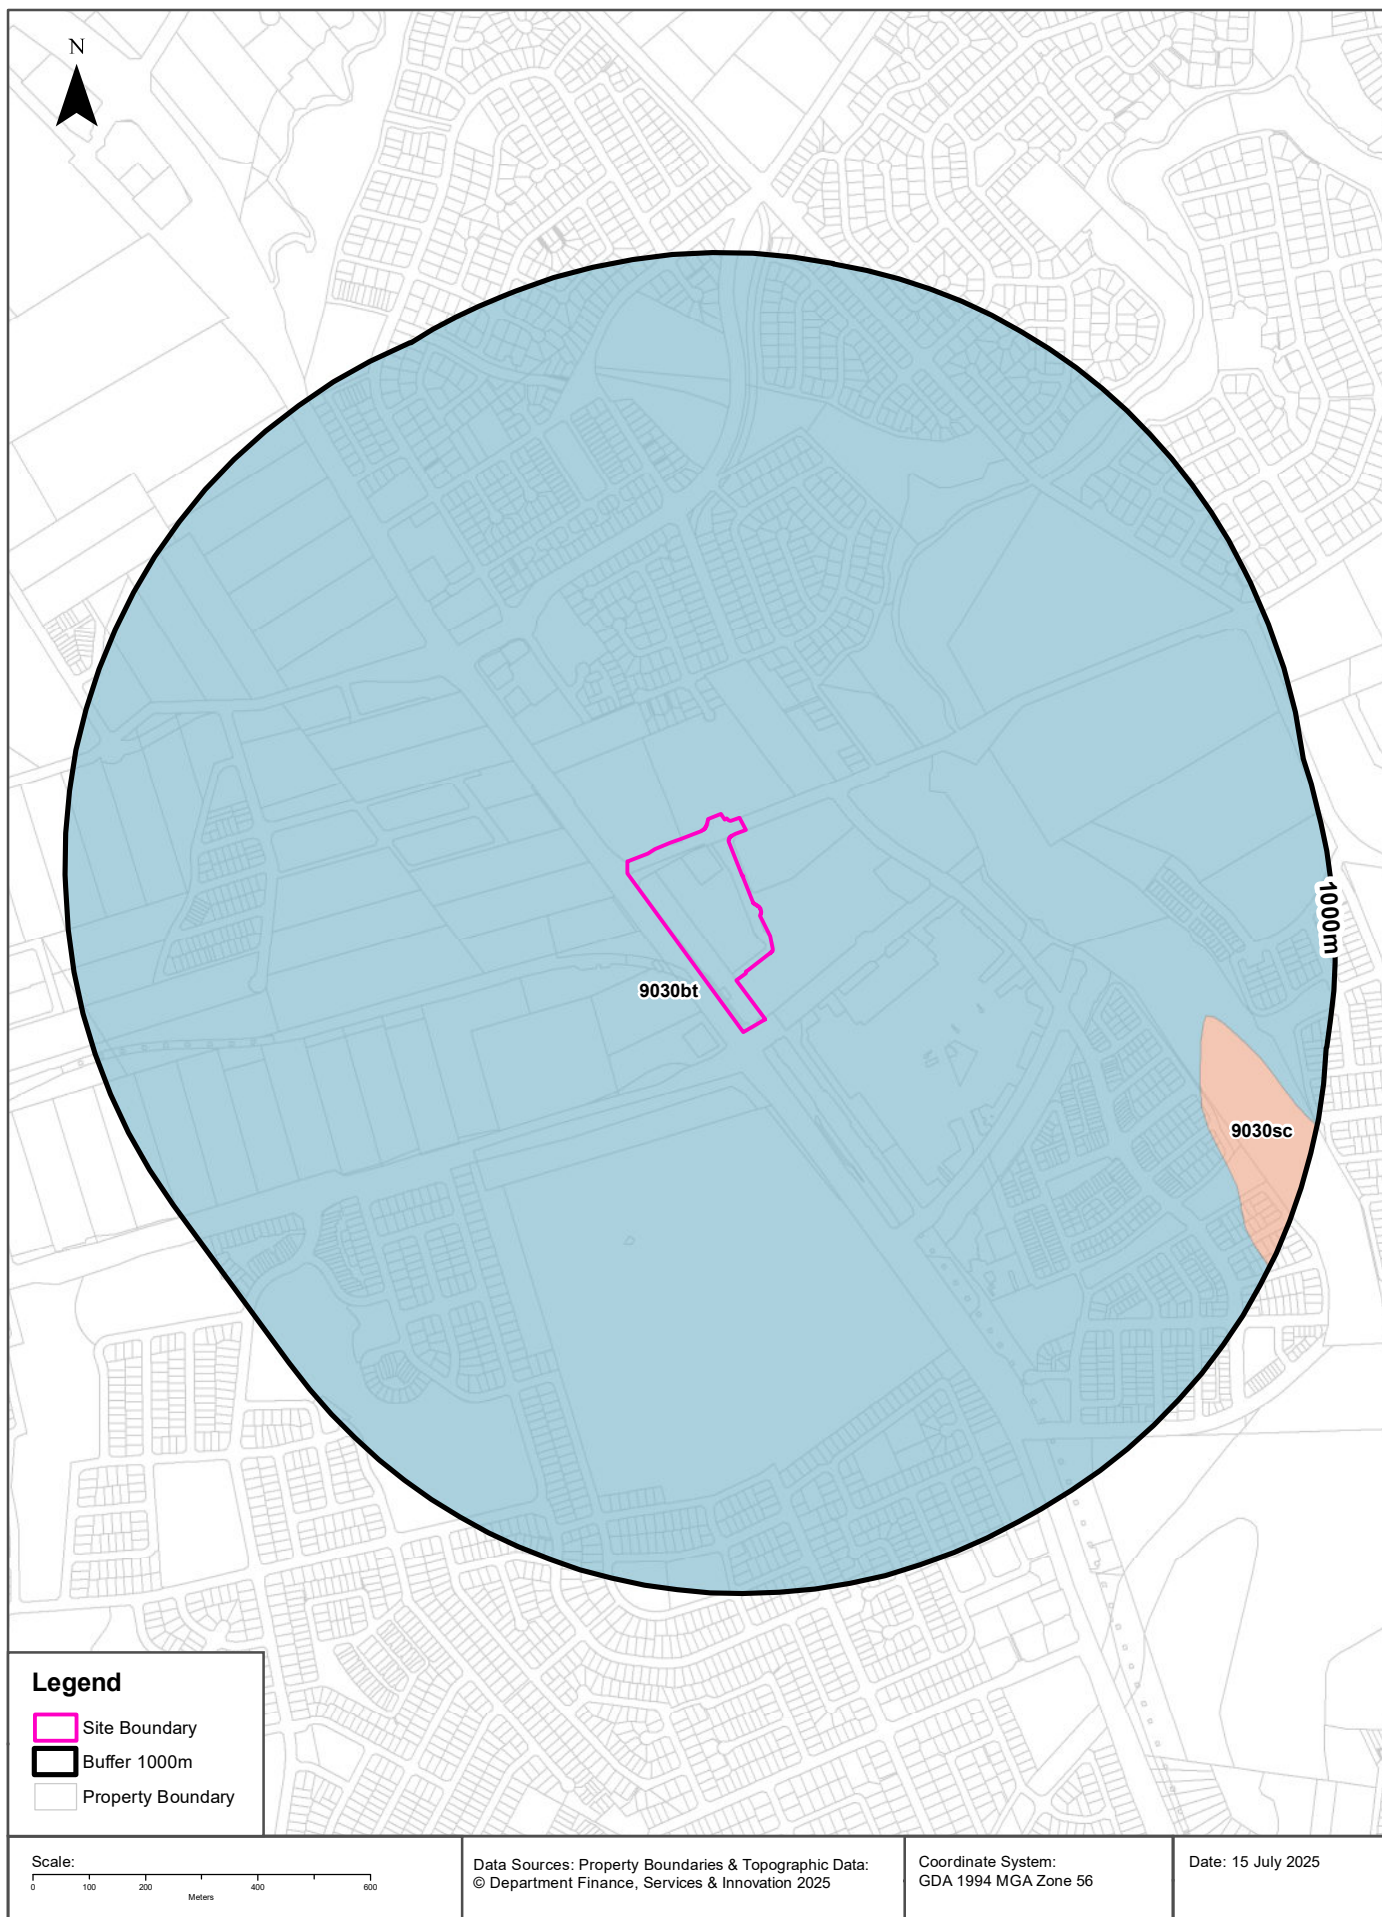 N
1000m
9030bt
9030sc
Legend
Site Boundary
Buffer 1000m
Property Boundary
Scale:
0 100 200 400 600
Meters
Data Sources: Property Boundaries & Topographic Data:
© Department Finance, Services & Innovation 2025
Coordinate System:
GDA 1994 MGA Zone 56
Date: 15 July 2025